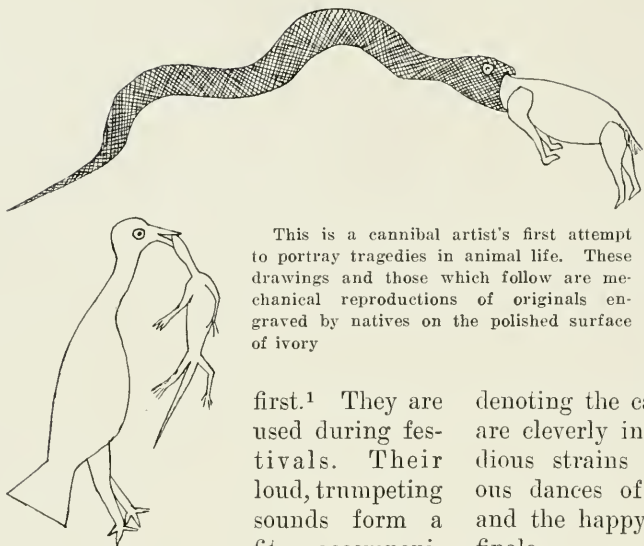 This is a cannibal artist's first attempt
to portray tragedies in animal life. These
drawings and those which follow are me-
chanical reproductions of originals en-
graved by natives on the polished surface
of ivory
first.¹ They are
used during fes-
tivals. Their
loud, trumpeting
sounds form a
denoting the
are cleverly in
dious strains
ous dances of
and the happy